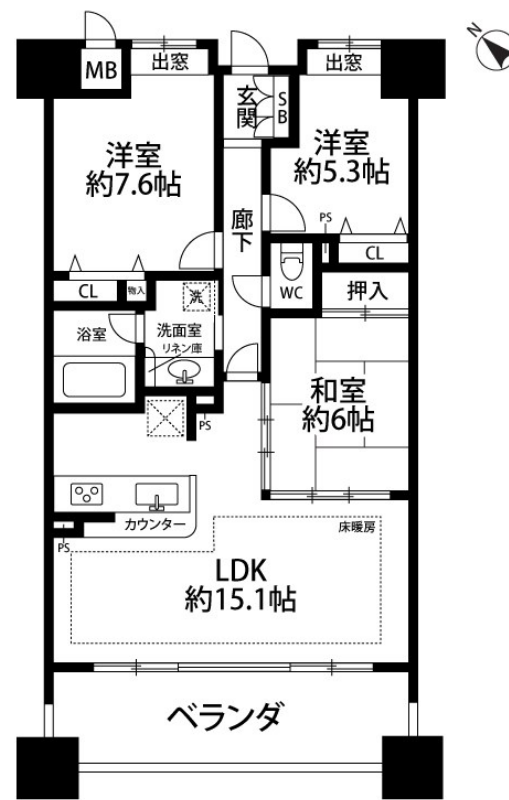 N
MB
出窓
出窓
玄関
SB
洋室
約7.6帖
洋室
約5.3帖
廊下
PS
CL
CL
物入
洗
WC
押入
浴室
洗面室
リネン庫
和室
約6帖
PS
カウンター
PS
床暖房
LDK
約15.1帖
ベランダ